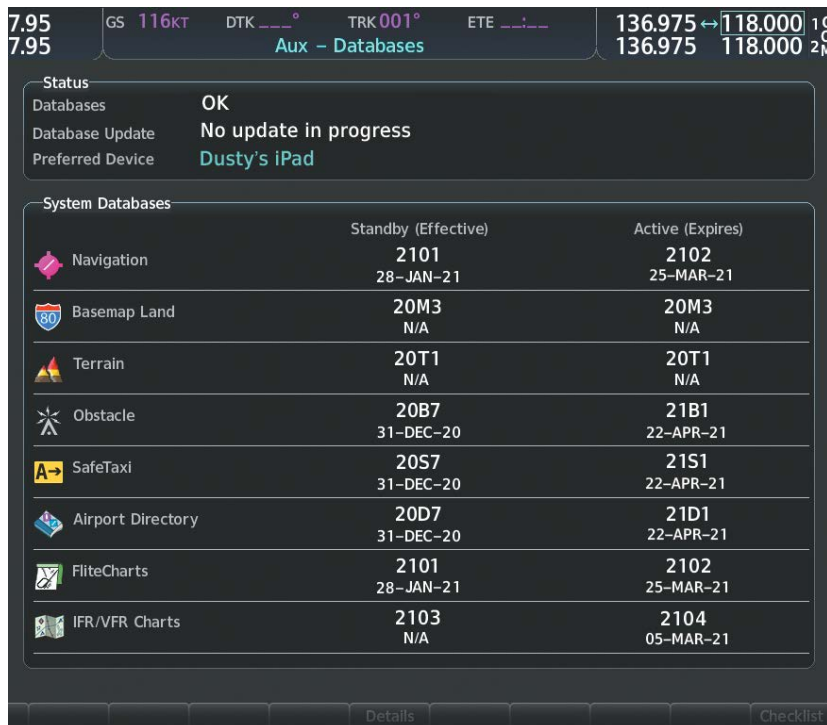 7.95 GS 116KT DTK ___° TRK 001° ETE __:__ 136.975 ↔ 118.000 1
7.95 Aux – Databases 136.975 118.000 2
Status
Databases OK
Database Update No update in progress
Preferred Device Dusty's iPad
System Databases
Standby (Effective) Active (Expires)
Navigation 2101 2102
28–JAN–21 25–MAR–21
80 Basemap Land 20M3 20M3
N/A N/A
Terrain 20T1 20T1
N/A N/A
Obstacle 20B7 21B1
31–DEC–20 22–APR–21
A→ SafeTaxi 20S7 21S1
31–DEC–20 22–APR–21
Airport Directory 20D7 21D1
31–DEC–20 22–APR–21
FliteCharts 2101 2102
28–JAN–21 25–MAR–21
IFR/VFR Charts 2103 2104
N/A 05–MAR–21
Details Checklist